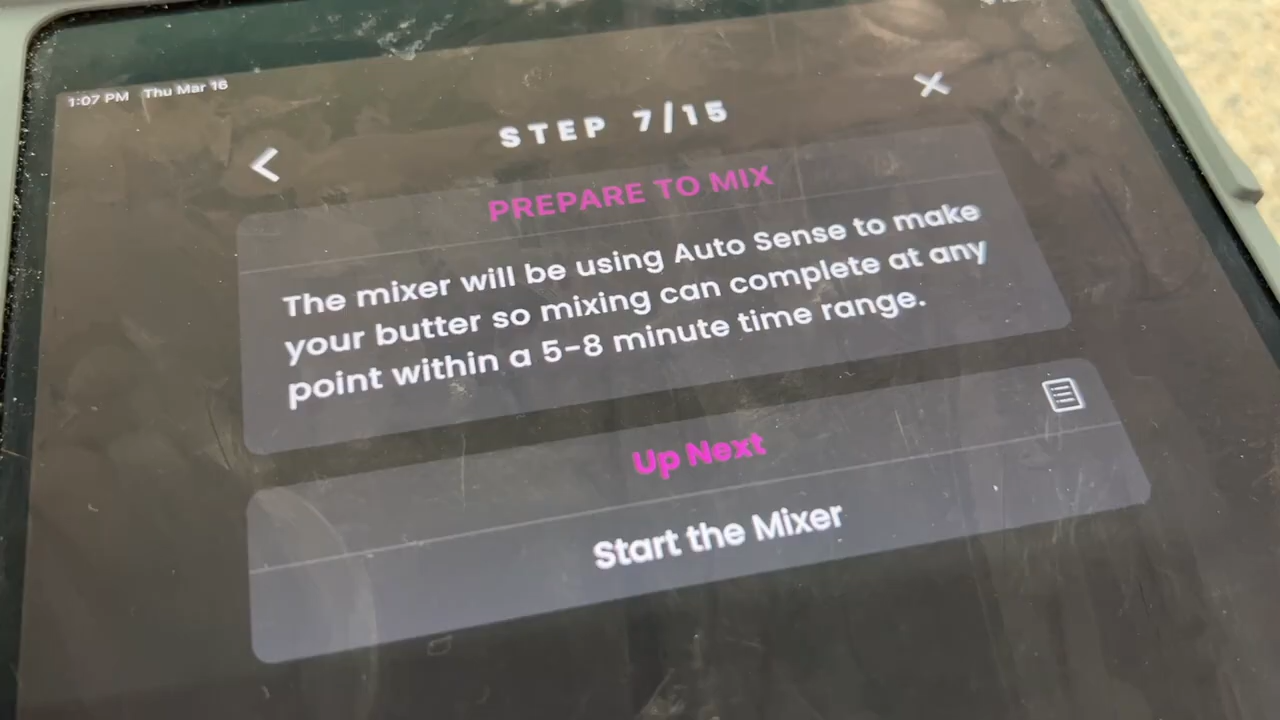 1:07 PM Thu Mar 16
STEP 7/15
PREPARE TO MIX
The mixer will be using Auto Sense to make
your butter so mixing can complete at any
point within a 5-8 minute time range.
Up Next
Start the Mixer